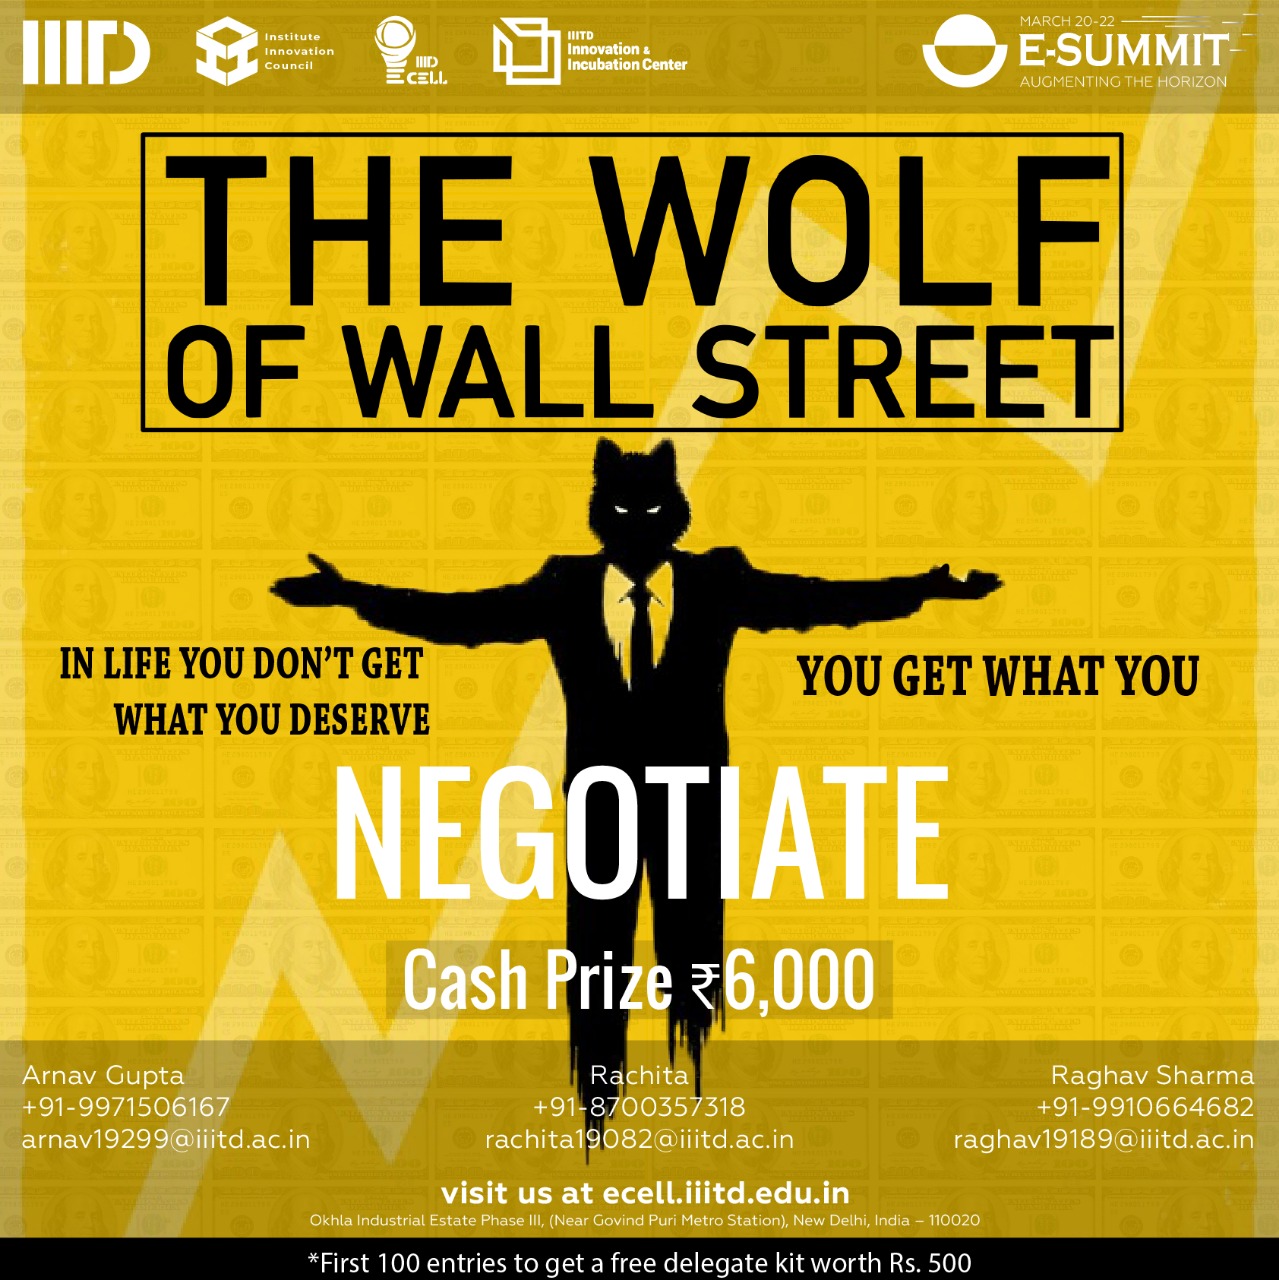 IIID
Institute
Innovation
Council
IIID
ECELL
IIITD
Innovation &
Incubation Center
MARCH 20-22
E-SUMMIT
AUGMENTING THE HORIZON
THE WOLF
OF WALL STREET
IN LIFE YOU DON'T GET
WHAT YOU DESERVE
YOU GET WHAT YOU
NEGOTIATE
Cash Prize ₹6,000
Arnav Gupta
+91-9971506167
arnav19299@iiitd.ac.in
Rachita
+91-8700357318
rachita19082@iiitd.ac.in
Raghav Sharma
+91-9910664682
raghav19189@iiitd.ac.in
visit us at ecell.iiitd.edu.in
Okhla Industrial Estate Phase III, (Near Govind Puri Metro Station), New Delhi, India – 110020
*First 100 entries to get a free delegate kit worth Rs. 500